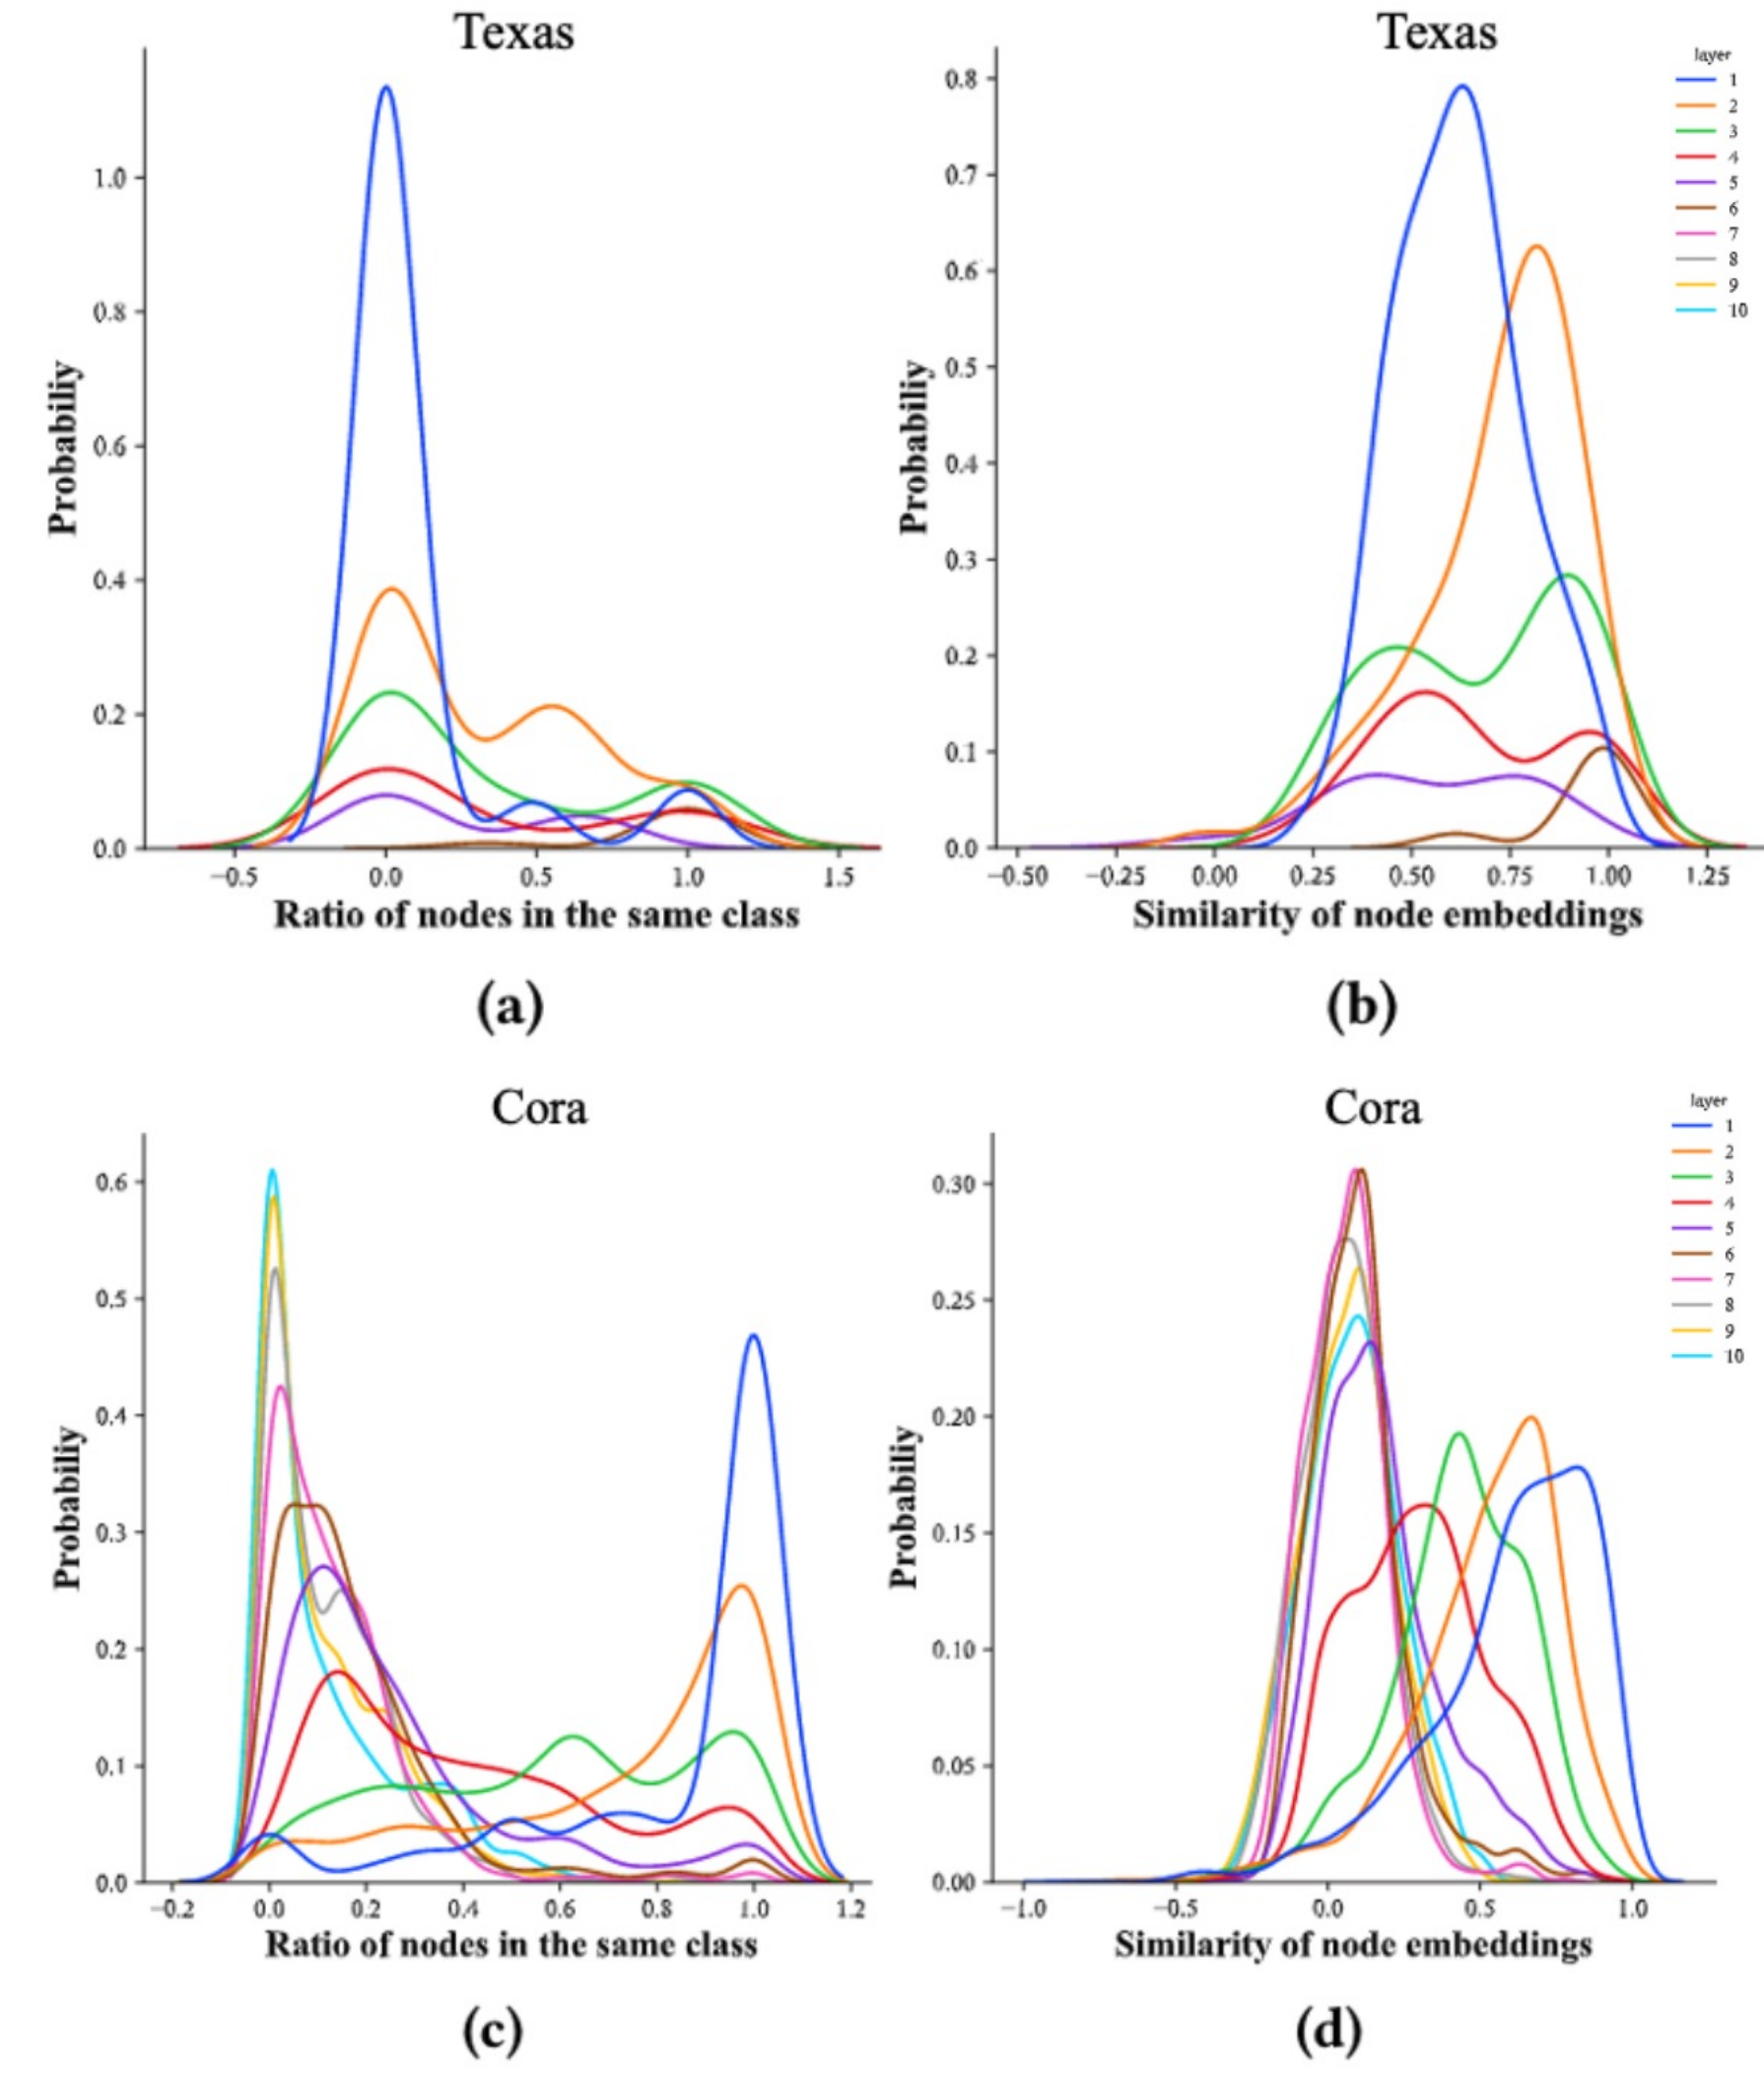 Texas
1.0
0.8
0.6
0.4
0.2
0.0
Probabiliy
−0.5 0.0 0.5 1.0 1.5
Ratio of nodes in the same class
(a)
Texas
0.8
0.7
0.6
0.5
0.4
0.3
0.2
0.1
0.0
Probabiliy
−0.50 −0.25 0.00 0.25 0.50 0.75 1.00 1.25
Similarity of node embeddings
(b)
layer
1
2
3
4
5
6
7
8
9
10
Cora
0.6
0.5
0.4
0.3
0.2
0.1
0.0
Probabiliy
−0.2 0.0 0.2 0.4 0.6 0.8 1.0 1.2
Ratio of nodes in the same class
(c)
Cora
0.30
0.25
0.20
0.15
0.10
0.05
0.00
Probabiliy
−1.0 −0.5 0.0 0.5 1.0
Similarity of node embeddings
(d)
layer
1
2
3
4
5
6
7
8
9
10